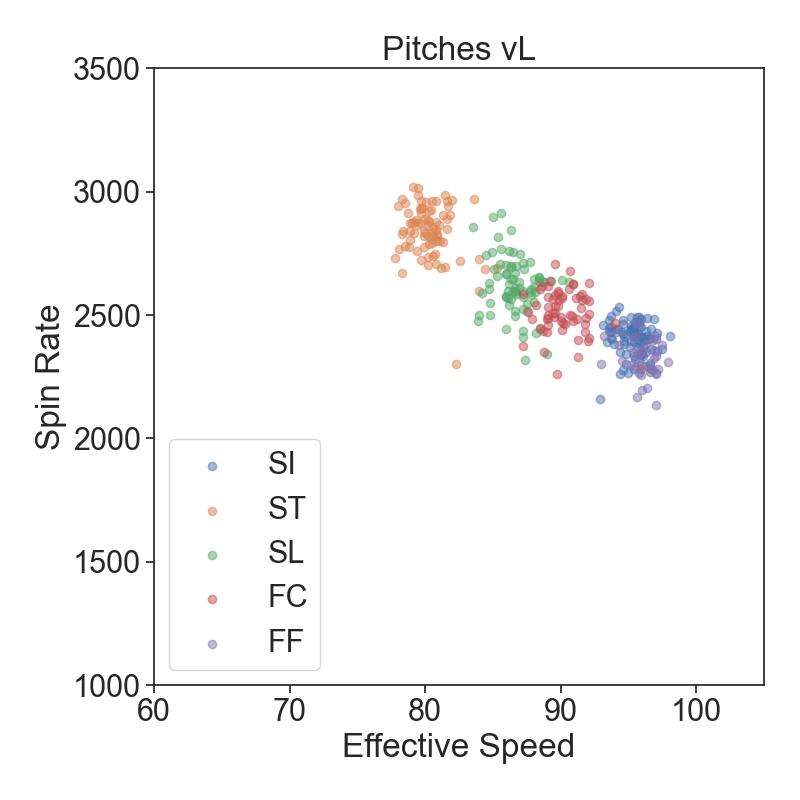 Pitches vL
3500
3000
2500
2000
1500
1000
Spin Rate
SI
ST
SL
FC
FF
60 70 80 90 100
Effective Speed